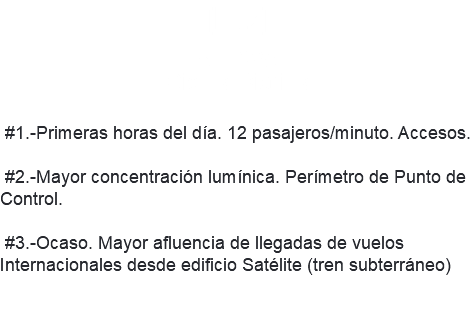 #1.-Primeras horas del día. 12 pasajeros/minuto. Accesos.
#2.-Mayor concentración lumínica. Perímetro de Punto de
Control.
#3.-Ocaso. Mayor afluencia de llegadas de vuelos
Internacionales desde edificio Satélite (tren subterráneo)